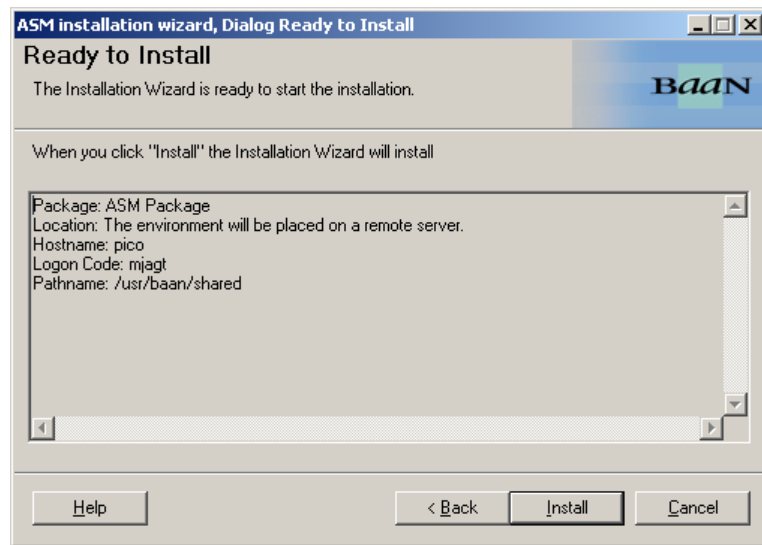 ASM installation wizard, Dialog Ready to Install
Ready to Install
The Installation Wizard is ready to start the installation.
BaaN
When you click "Install" the Installation Wizard will install
Package: ASM Package
Location: The environment will be placed on a remote server.
Hostname: pico
Logon Code: mjagt
Pathname: /usr/baan/shared
Help
< Back
Install
Cancel